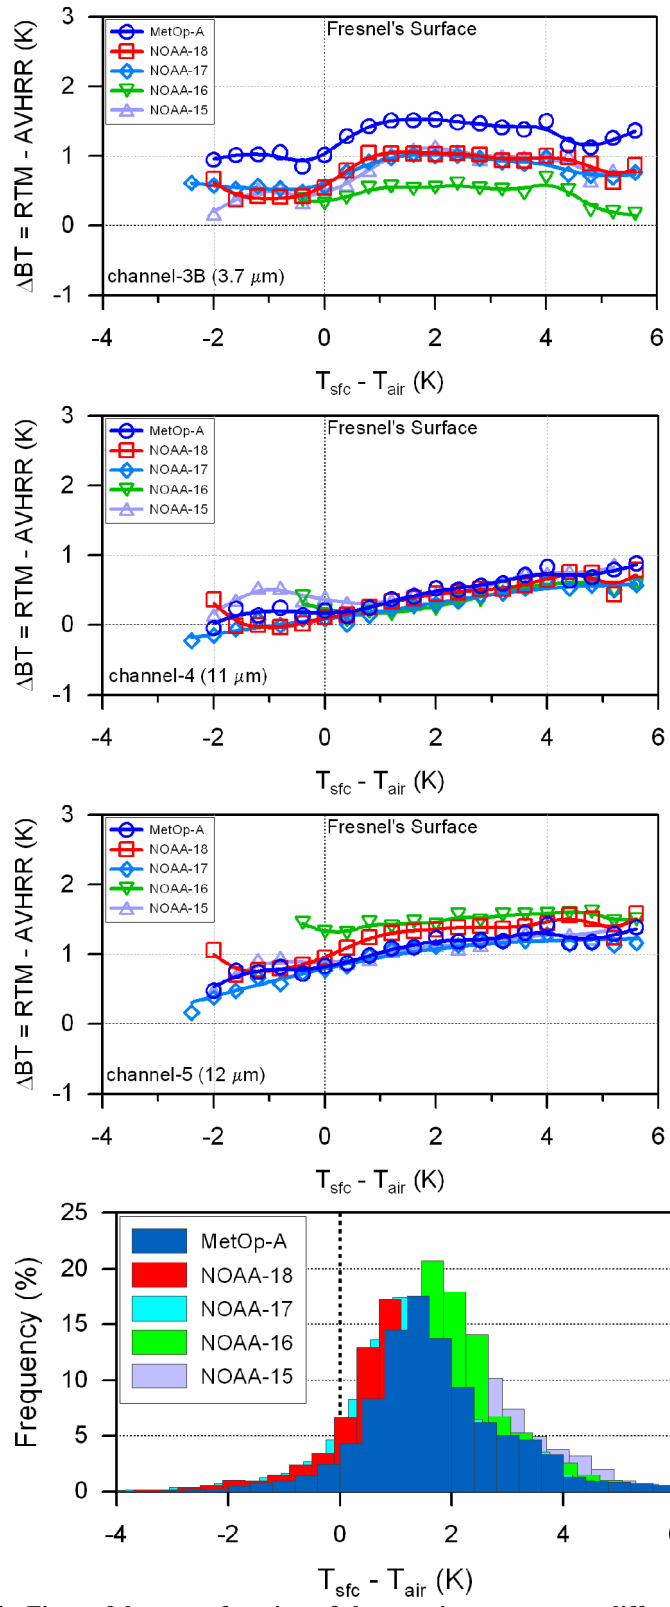 ΔBT = RTM - AVHRR (K)
3
2
1
0
-1
MetOp-A
NOAA-18
NOAA-17
NOAA-16
NOAA-15
Fresnel's Surface
channel-3B (3.7 μm)
-4 -2 0 2 4 6
Tsfc - Tair (K)
ΔBT = RTM - AVHRR (K)
3
2
1
0
-1
MetOp-A
NOAA-18
NOAA-17
NOAA-16
NOAA-15
Fresnel's Surface
channel-4 (11 μm)
-4 -2 0 2 4 6
Tsfc - Tair (K)
ΔBT = RTM - AVHRR (K)
3
2
1
0
-1
MetOp-A
NOAA-18
NOAA-17
NOAA-16
NOAA-15
Fresnel's Surface
channel-5 (12 μm)
-4 -2 0 2 4 6
Tsfc - Tair (K)
Frequency (%)
25
20
15
10
5
0
MetOp-A
NOAA-18
NOAA-17
NOAA-16
NOAA-15
-4 -2 0 2 4
Tsfc - Tair (K)